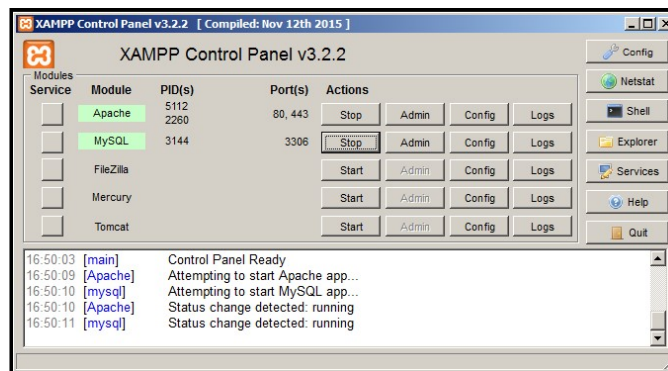 XAMPP Control Panel v3.2.2 [ Compiled: Nov 12th 2015 ]
XAMPP Control Panel v3.2.2
Config
Modules
Service Module PID(s) Port(s) Actions
Netstat
Apache 5112 2260 80, 443 Stop Admin Config Logs
Shell
MySQL 3144 3306 Stop Admin Config Logs
Explorer
FileZilla Start Admin Config Logs
Services
Mercury Start Admin Config Logs
Help
Tomcat Start Admin Config Logs
Quit
16:50:03 [main] Control Panel Ready
16:50:09 [Apache] Attempting to start Apache app...
16:50:10 [mysql] Attempting to start MySQL app...
16:50:10 [Apache] Status change detected: running
16:50:11 [mysql] Status change detected: running